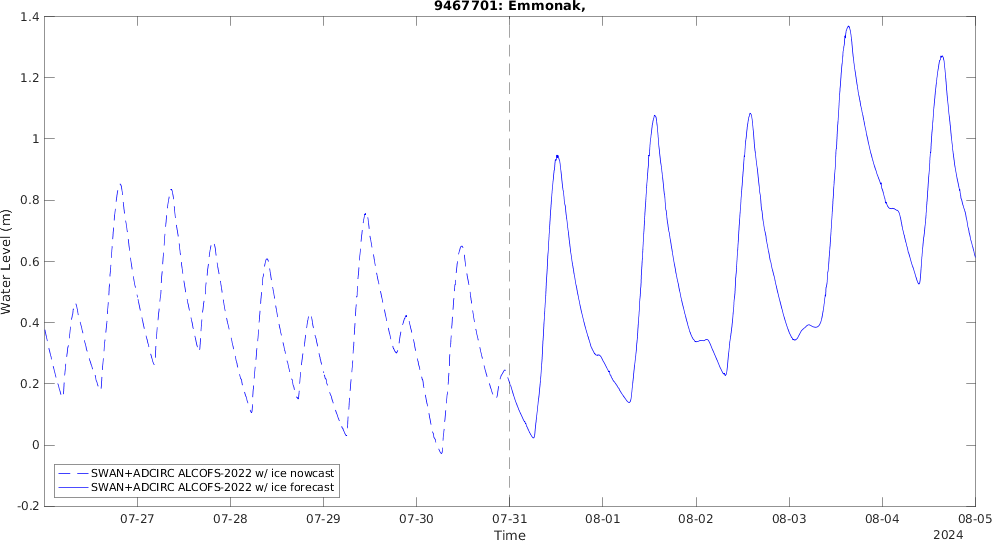 9467701: Emmonak,
1.4
1.2
1
0.8
0.6
0.4
0.2
0
-0.2
Water Level (m)
SWAN+ADCIRC ALCOFS-2022 w/ ice nowcast
SWAN+ADCIRC ALCOFS-2022 w/ ice forecast
07-27 07-28 07-29 07-30 07-31 08-01 08-02 08-03 08-04 08-05
Time
2024